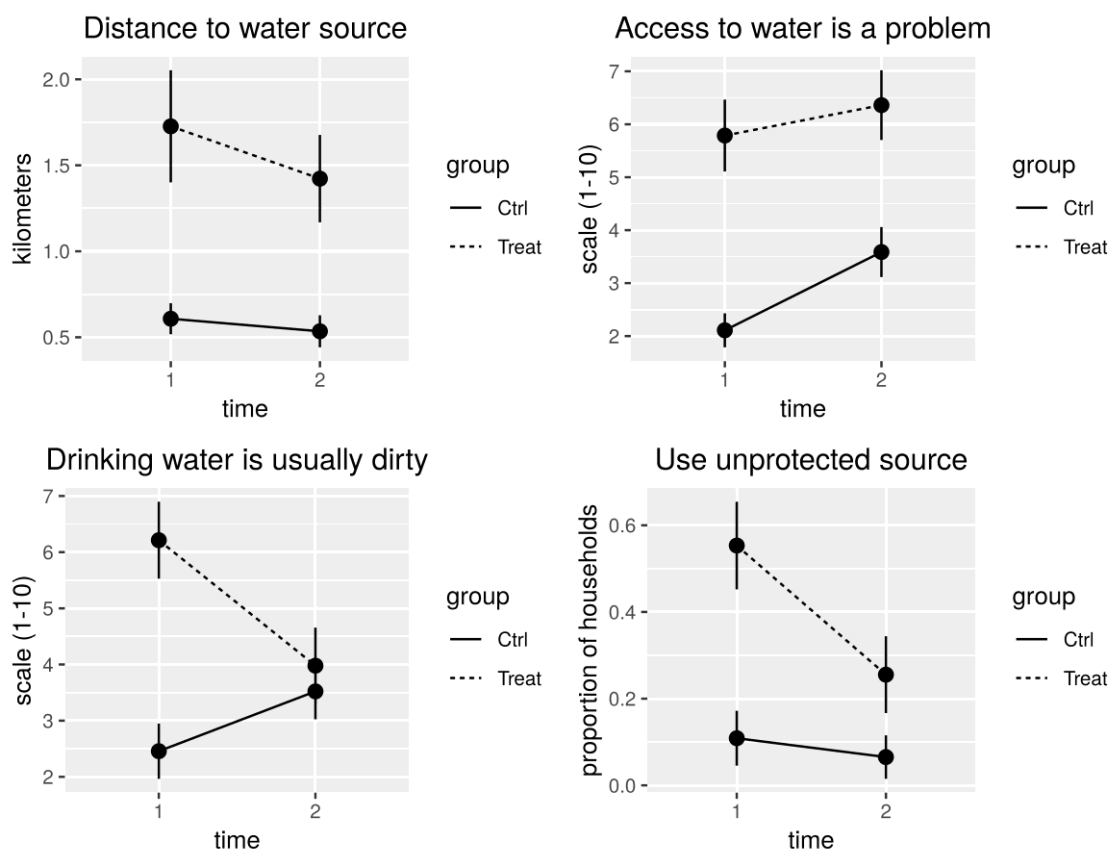 Distance to water source
kilometers
2.0
1.5
1.0
0.5
1 2
time
group
Ctrl
Treat
Access to water is a problem
scale (1-10)
7
6
5
4
3
2
1 2
time
group
Ctrl
Treat
Drinking water is usually dirty
scale (1-10)
7
6
5
4
3
2
1 2
time
group
Ctrl
Treat
Use unprotected source
proportion of households
0.6
0.4
0.2
0.0
1 2
time
group
Ctrl
Treat